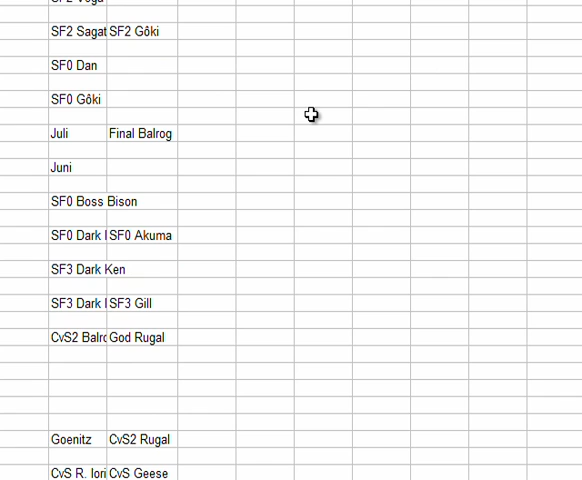 SF2 Sagat SF2 Gôki
SF0 Dan
SF0 Gôki
Juli Final Balrog
Juni
SF0 Boss Bison
SF0 Dark SF0 Akuma
SF3 Dark Ken
SF3 Dark SF3 Gill
CvS2 God Rugal
Goenitz CvS2 Rugal
CvS R. Iori CvS Geese